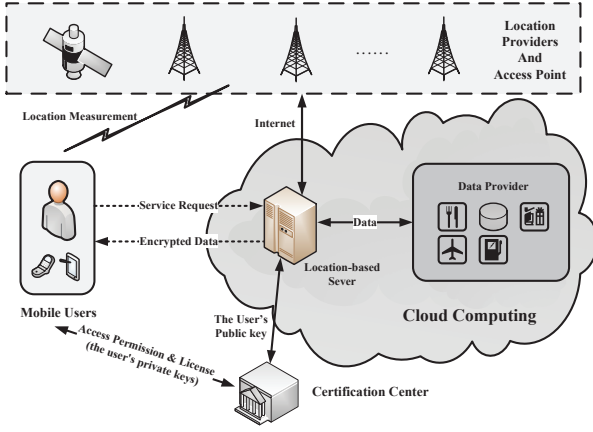 Location
Providers
And
Access Point
......
Location Measurement
Internet
Data Provider
Service Request
Data
Encrypted Data
Location-based
Sever
Mobile Users
The User's
Public key
Cloud Computing
Access Permission & License
(the user's private keys)
Certification Center